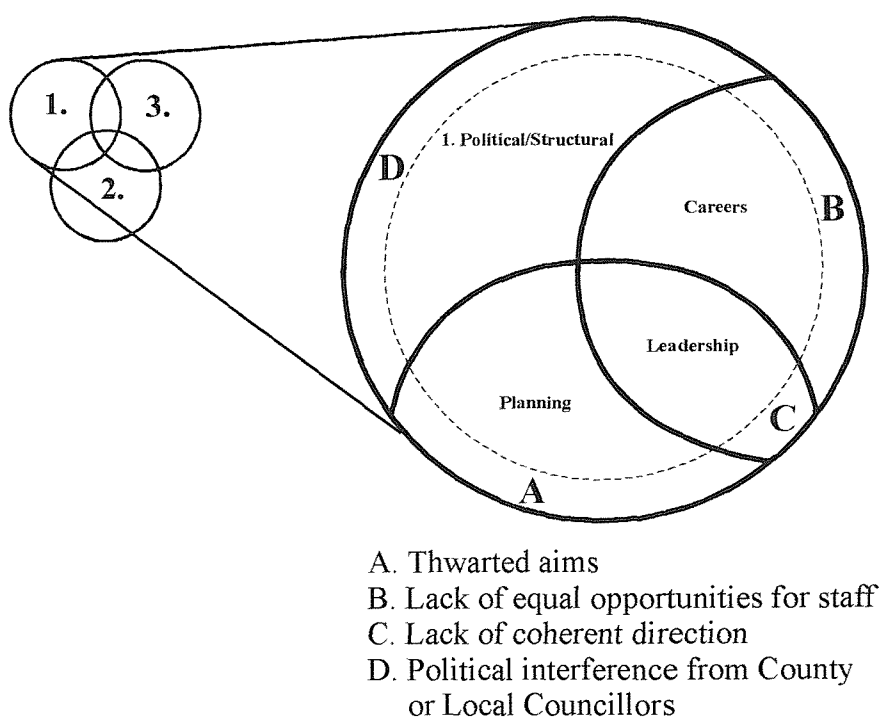 1.
3.
2.
1. Political/Structural
D
Careers
B
Leadership
Planning
C
A
A. Thwarted aims
B. Lack of equal opportunities for staff
C. Lack of coherent direction
D. Political interference from County
or Local Councillors